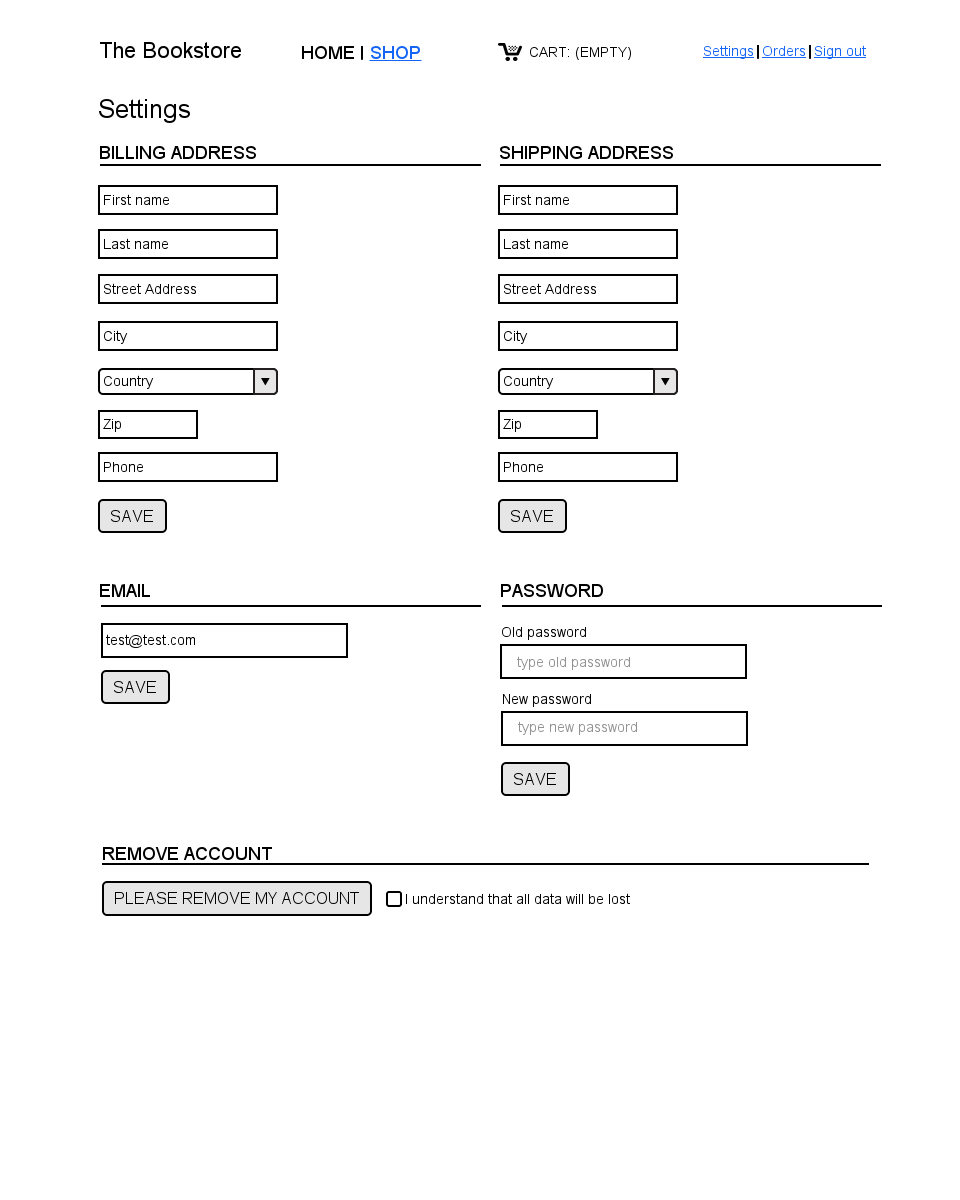 The Bookstore HOME | SHOP CART: (EMPTY) Settings | Orders | Sign out
Settings
BILLING ADDRESS
First name
Last name
Street Address
City
Country
Zip
Phone
SAVE
SHIPPING ADDRESS
First name
Last name
Street Address
City
Country
Zip
Phone
SAVE
EMAIL
test@test.com
SAVE
PASSWORD
Old password
type old password
New password
type new password
SAVE
REMOVE ACCOUNT
PLEASE REMOVE MY ACCOUNT I understand that all data will be lost